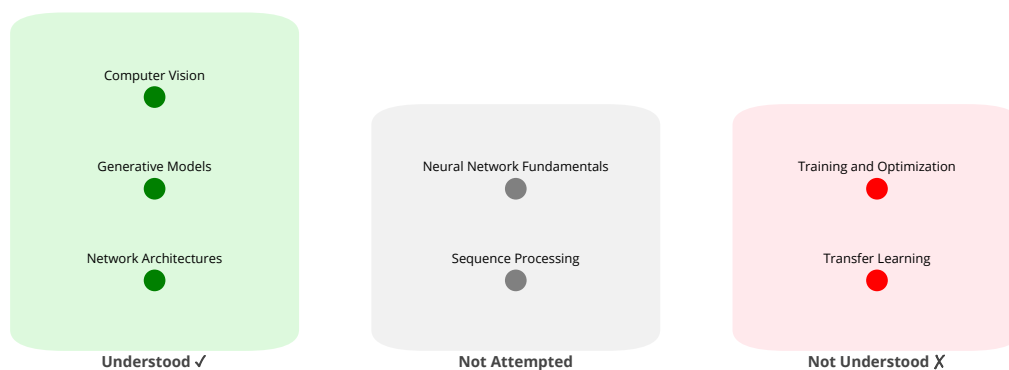 Computer Vision
Generative Models
Network Architectures
Understood ✓
Neural Network Fundamentals
Sequence Processing
Not Attempted
Training and Optimization
Transfer Learning
Not Understood ✗